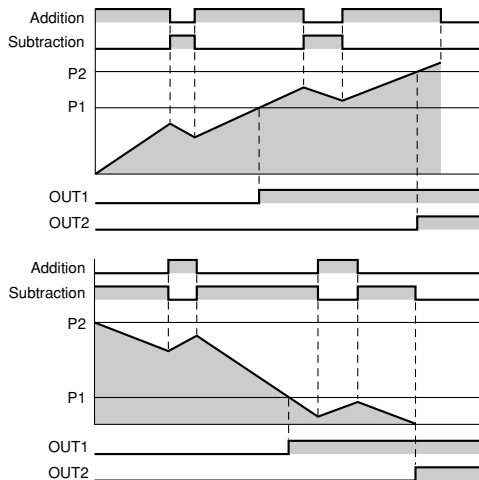 Addition
Subtraction
P2
P1
OUT1
OUT2
Addition
Subtraction
P2
P1
OUT1
OUT2